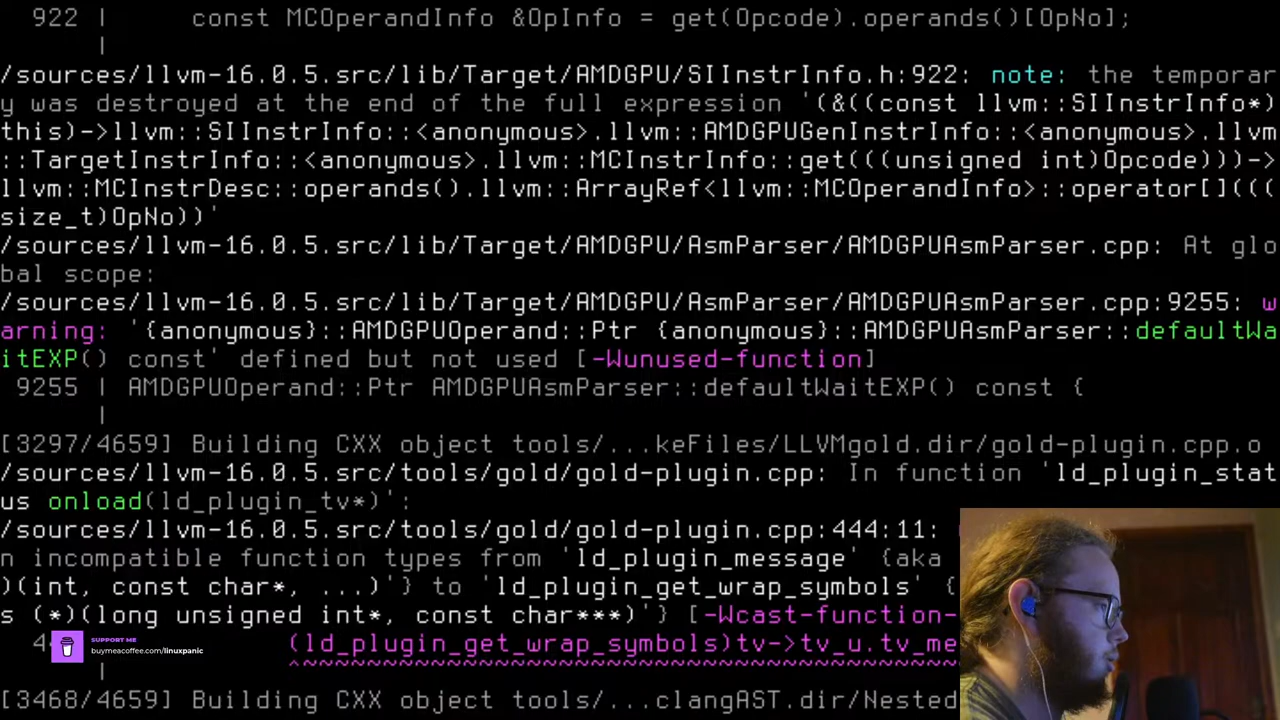 922 |     const MCOperandInfo &OpInfo = get(Opcode).operands()[OpNo];
|
/sources/llvm-16.0.5.src/lib/Target/AMDGPU/SIInstrInfo.h:922: note: the temporar
y was destroyed at the end of the full expression '(&((const llvm::SIInstrInfo*)
this)->llvm::SIInstrInfo::<anonymous>.llvm::AMDGPUGenInstrInfo::<anonymous>.llvm
::TargetInstrInfo::<anonymous>.llvm::MCInstrInfo::get(((unsigned int)Opcode)))->
llvm::MCInstrDesc::operands().llvm::ArrayRef<llvm::MCOperandInfo>::operator[](((
size_t)OpNo))'
/sources/llvm-16.0.5.src/lib/Target/AMDGPU/AsmParser/AMDGPUAsmParser.cpp: At glo
bal scope:
/sources/llvm-16.0.5.src/lib/Target/AMDGPU/AsmParser/AMDGPUAsmParser.cpp:9255: w
arning: '{anonymous}::AMDGPUOperand::Ptr {anonymous}::AMDGPUAsmParser::defaultWa
itEXP() const' defined but not used [-Wunused-function]
9255 | AMDGPUOperand::Ptr AMDGPUAsmParser::defaultWaitEXP() const {
|
[3297/4659] Building CXX object tools/...keFiles/LLVMgold.dir/gold-plugin.cpp.o
/sources/llvm-16.0.5.src/tools/gold/gold-plugin.cpp: In function 'ld_plugin_stat
us onload(ld_plugin_tv*)':
/sources/llvm-16.0.5.src/tools/gold/gold-plugin.cpp:444:11:
n incompatible function types from 'ld_plugin_message' {aka
)(int, const char*, ...)'} to 'ld_plugin_get_wrap_symbols' {
s (*)(long unsigned int*, const char***)'} [-Wcast-function-
(ld_plugin_get_wrap_symbols)tv->tv_u.tv_me
SUPPORT ME
buymeacoffee.com/linuxpanic
^~~~~~~~~~~~~~~~~~~~~~~~~~~~~~~~~~~~~~~~~~
|
[3468/4659] Building CXX object tools/...clangAST.dir/Nested